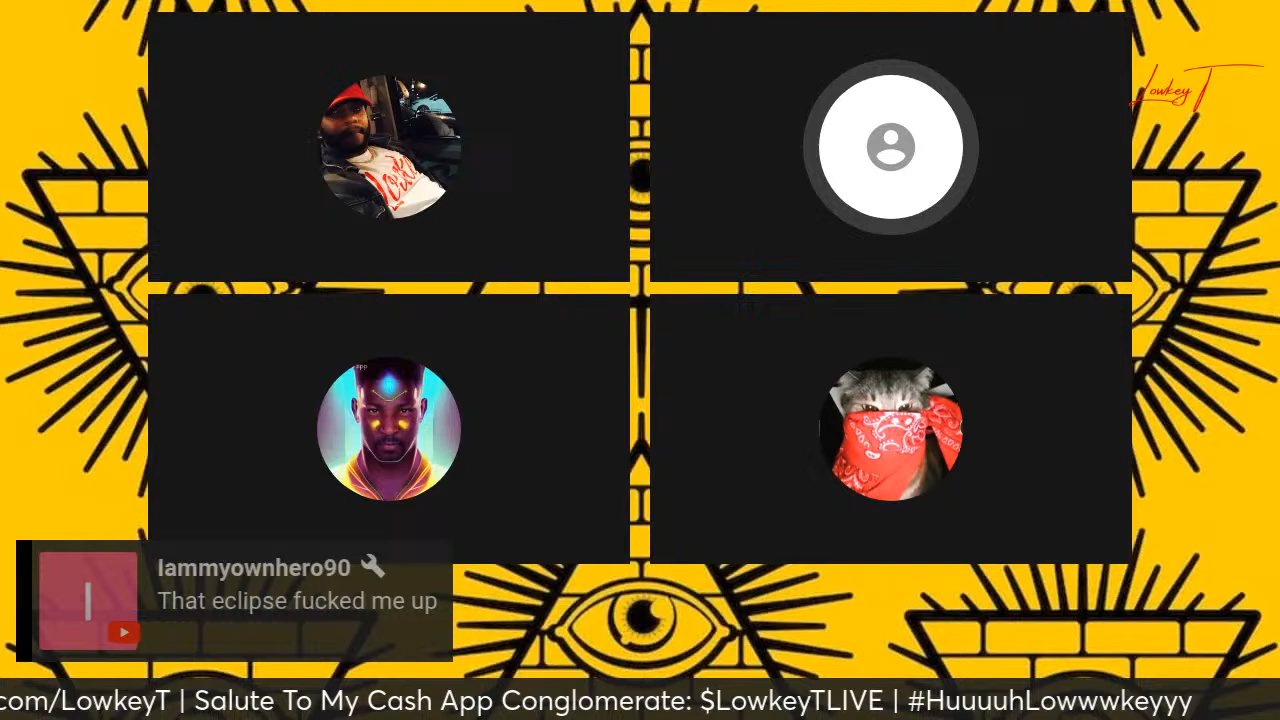 Lowkey T
Iammyownhero90
That eclipse fucked me up
I
.com/LowkeyT | Salute To My Cash App Conglomerate: $LowkeyTLIVE | #HuuuuhLowwwkeyyy